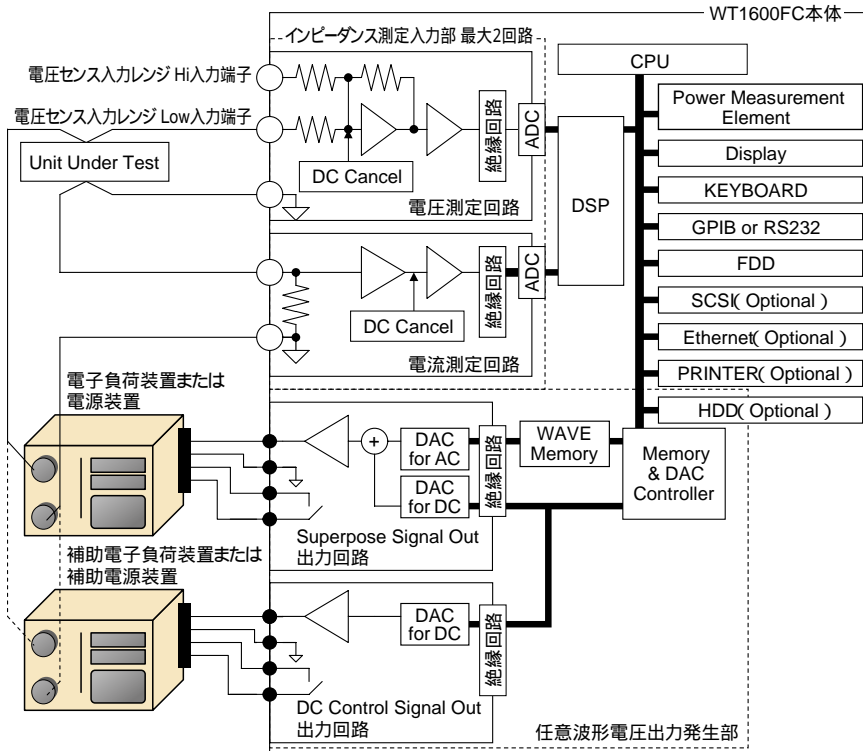 WT1600FC本体
インピーダンス測定入力部 最大2回路
電圧センス入力レンジ Hi入力端子
電圧センス入力レンジ Low入力端子
Unit Under Test
DC Cancel
絶縁回路
ADC
電圧測定回路
DC Cancel
絶縁回路
ADC
電流測定回路
DSP
CPU
Power Measurement
Element
Display
KEYBOARD
GPIB or RS232
FDD
SCSI( Optional )
Ethernet( Optional )
PRINTER( Optional )
HDD( Optional )
電子負荷装置または
電源装置
+
DAC
for AC
DAC
for DC
絶縁回路
WAVE
Memory
Memory
& DAC
Controller
Superpose Signal Out
出力回路
補助電子負荷装置または
補助電源装置
DAC
for DC
絶縁回路
DC Control Signal Out
出力回路
任意波形電圧出力発生部